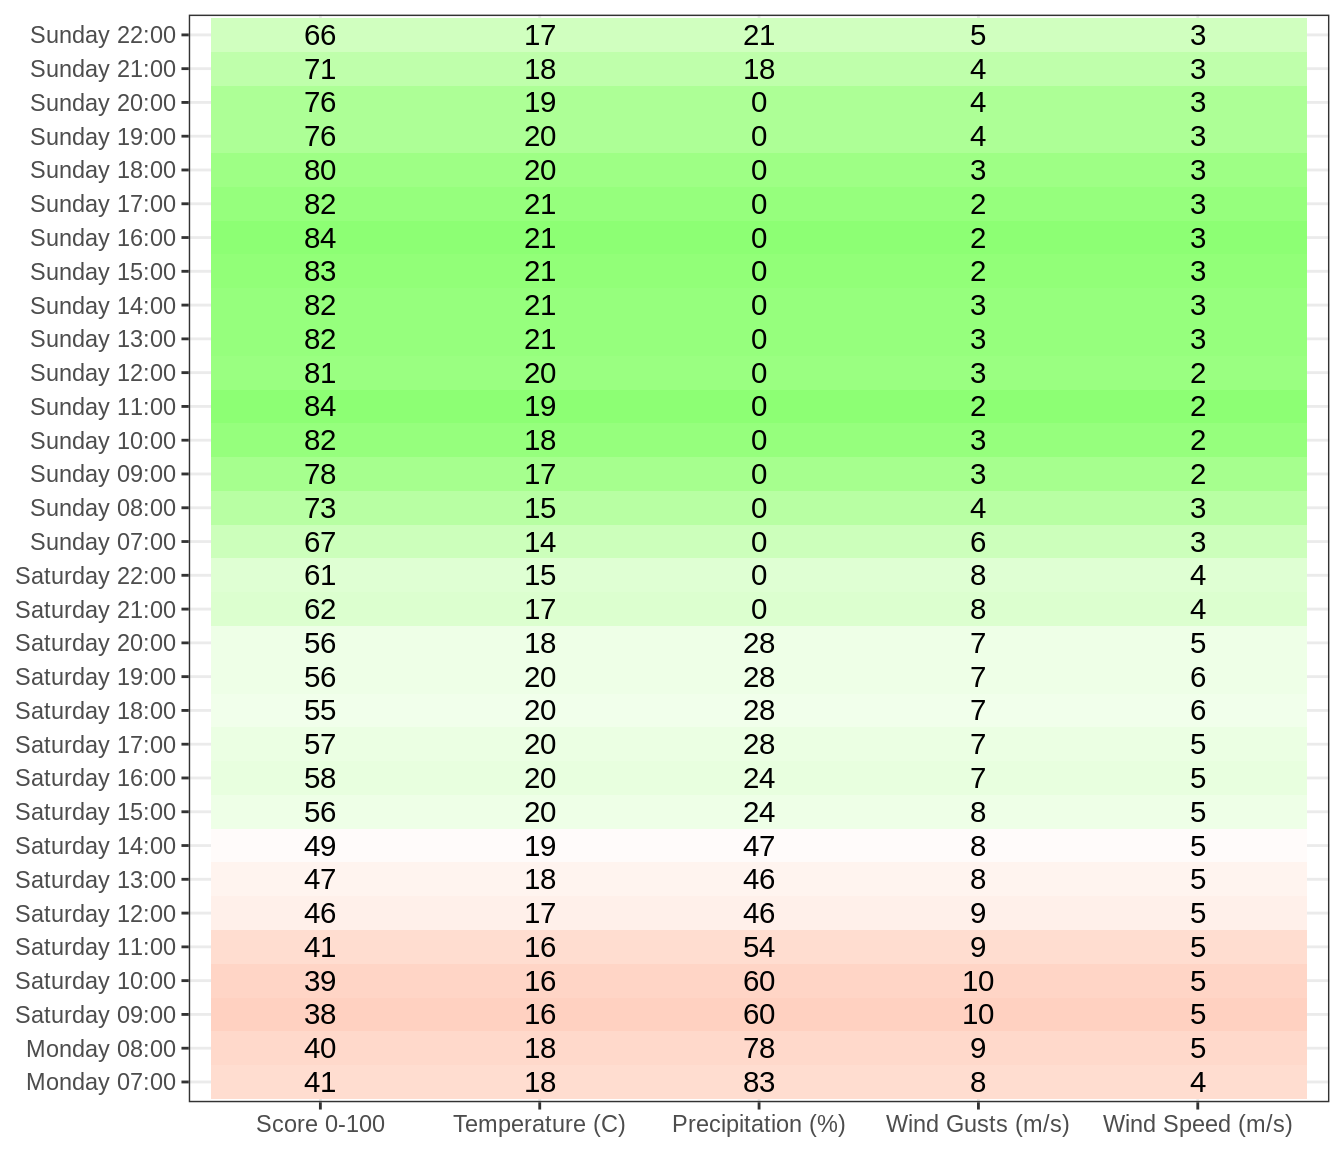 Sunday 22:00 66 17 21 5 3
Sunday 21:00 71 18 18 4 3
Sunday 20:00 76 19 0 4 3
Sunday 19:00 76 20 0 4 3
Sunday 18:00 80 20 0 3 3
Sunday 17:00 82 21 0 2 3
Sunday 16:00 84 21 0 2 3
Sunday 15:00 83 21 0 2 3
Sunday 14:00 82 21 0 3 3
Sunday 13:00 82 21 0 3 3
Sunday 12:00 81 20 0 3 2
Sunday 11:00 84 19 0 2 2
Sunday 10:00 82 18 0 3 2
Sunday 09:00 78 17 0 3 2
Sunday 08:00 73 15 0 4 3
Sunday 07:00 67 14 0 6 3
Saturday 22:00 61 15 0 8 4
Saturday 21:00 62 17 0 8 4
Saturday 20:00 56 18 28 7 5
Saturday 19:00 56 20 28 7 6
Saturday 18:00 55 20 28 7 6
Saturday 17:00 57 20 28 7 5
Saturday 16:00 58 20 24 7 5
Saturday 15:00 56 20 24 8 5
Saturday 14:00 49 19 47 8 5
Saturday 13:00 47 18 46 8 5
Saturday 12:00 46 17 46 9 5
Saturday 11:00 41 16 54 9 5
Saturday 10:00 39 16 60 10 5
Saturday 09:00 38 16 60 10 5
Monday 08:00 40 18 78 9 5
Monday 07:00 41 18 83 8 4
Score 0-100 Temperature (C) Precipitation (%) Wind Gusts (m/s) Wind Speed (m/s)